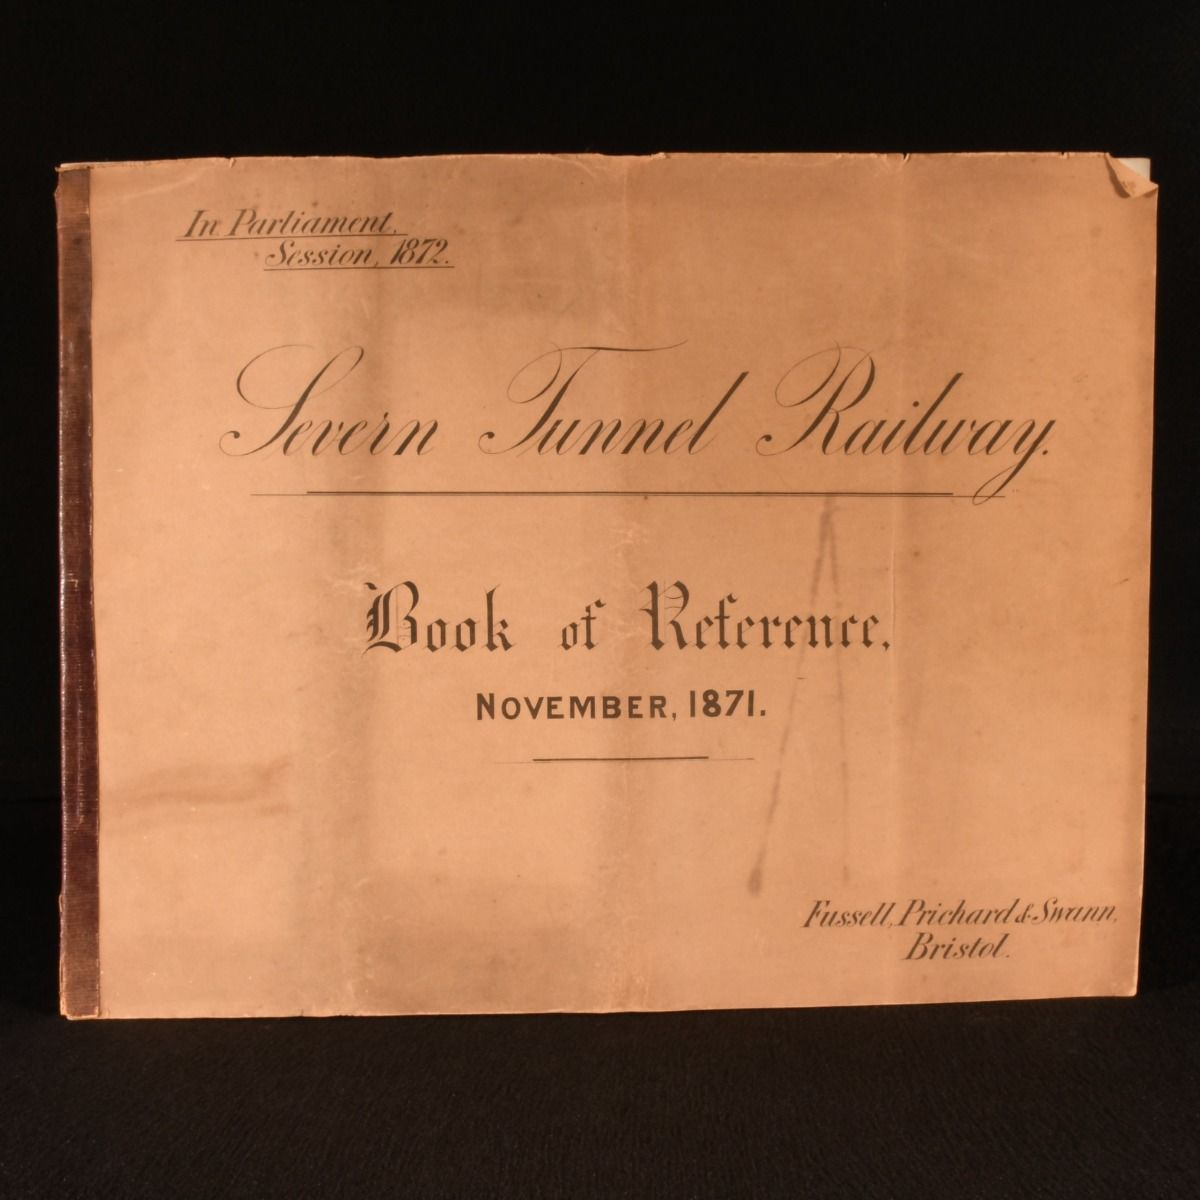 In Parliament,
Session, 1872.
Severn Tunnel Railway.
Book of Reference.
NOVEMBER, 1871.
Fussell, Prichard & Swann,
Bristol.